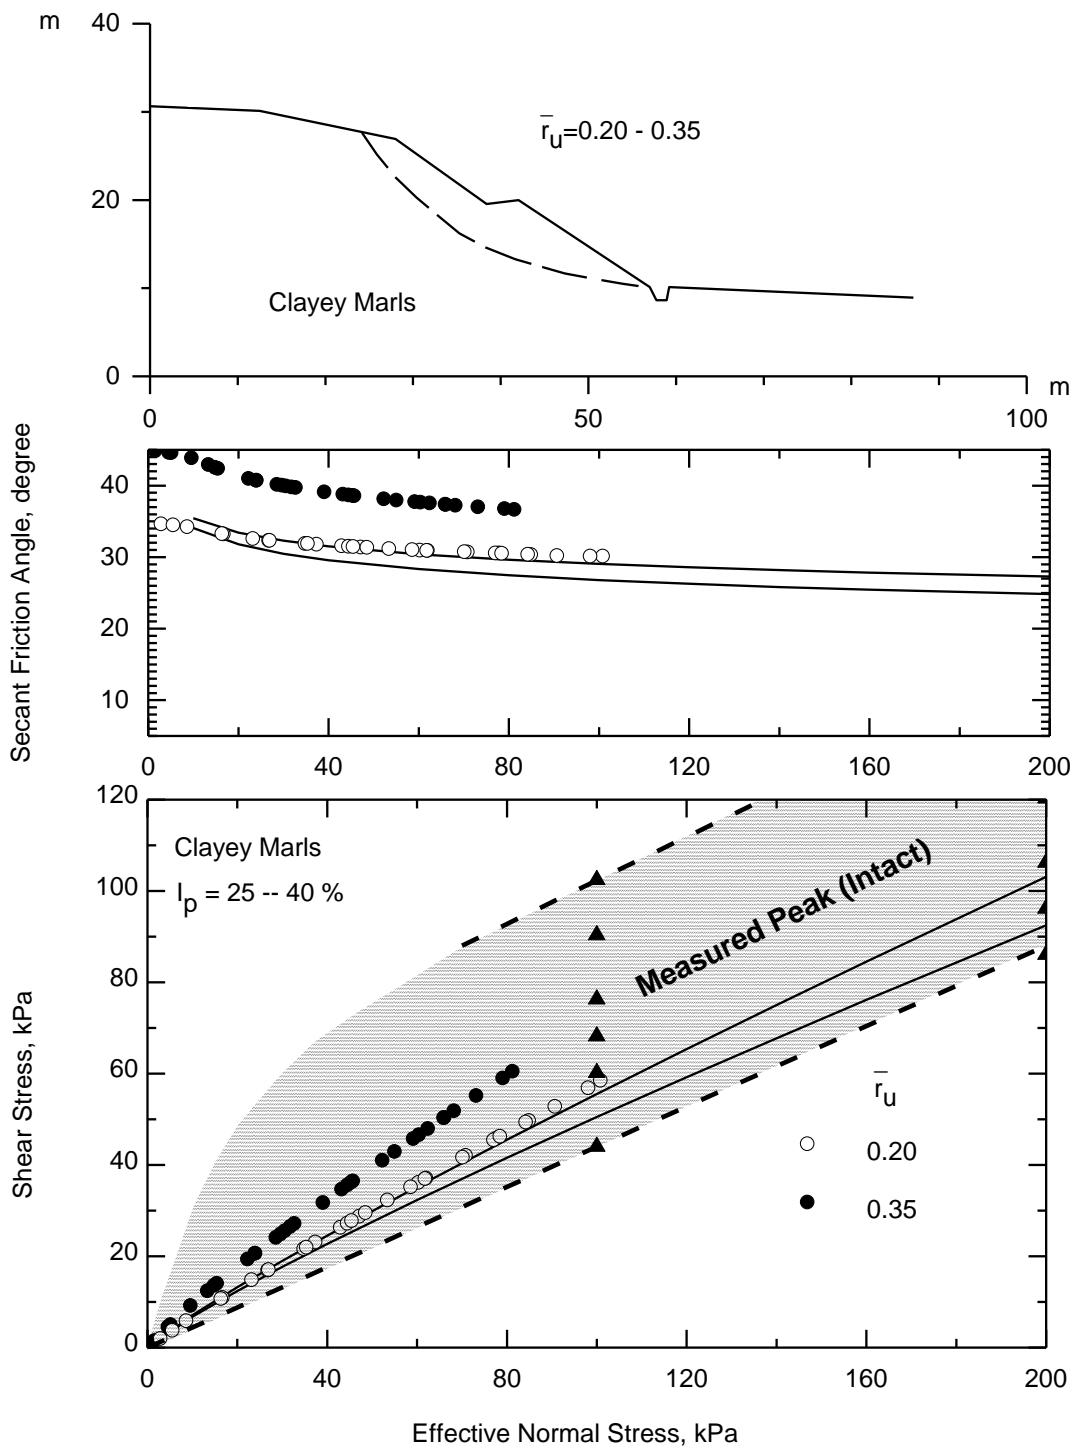 m
40
r̅u=0.20 - 0.35
20
Clayey Marls
0
m
0 50 100
Secant Friction Angle, degree
40
30
20
10
0 40 80 120 160 200
120
Clayey Marls
Ip = 25 -- 40 %
100
Measured Peak (Intact)
80
Shear Stress, kPa
60
r̅u
0.20
40
0.35
20
0
0 40 80 120 160 200
Effective Normal Stress, kPa